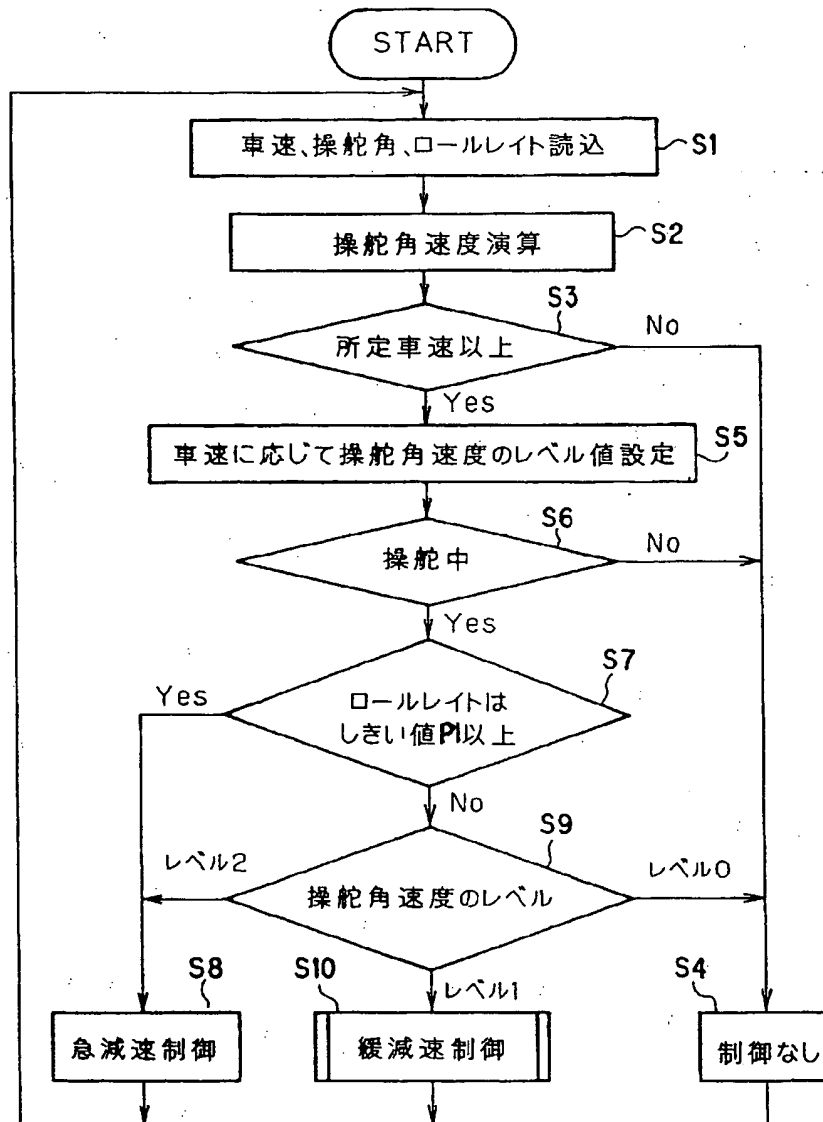 START
車速、操舵角、ロールレイト読込
S1
操舵角速度演算
S2
S3
所定車速以上
No
Yes
車速に応じて操舵角速度のレベル値設定
S5
S6
操舵中
No
Yes
S7
Yes
ロールレイトは
しきい値P1以上
No
S9
レベル2
操舵角速度のレベル
レベル0
S8
S10
レベル1
S4
急減速制御
緩減速制御
制御なし